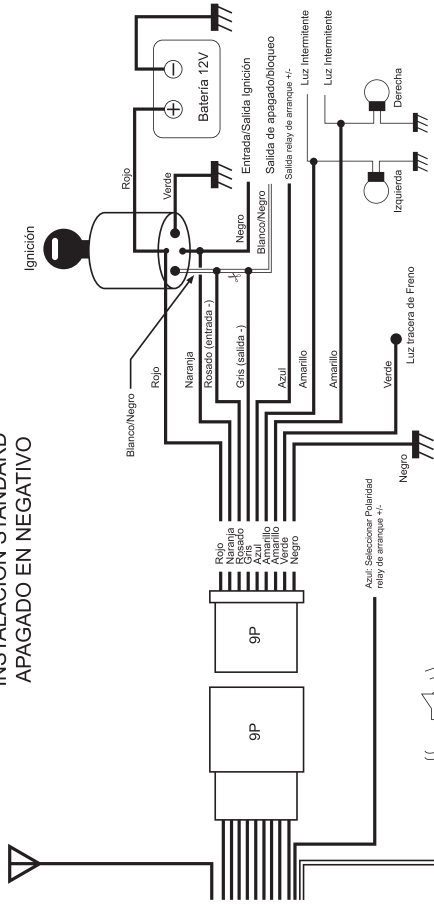 INSTALACIÓN STANDARD
APAGADO EN NEGATIVO
Ignición
Batería 12V
Rojo
Verde
Entrada/Salida Ignición
Salida de apagado/bloqueo
Salida relay de arranque +/-
Luz Intermitente
Luz Intermitente
Negro
Blanco/Negro
Derecha
Izquierda
Blanco/Negro
Rojo
Naranja
Rosado (entrada -)
Gris (salida -)
Azul
Amarillo
Amarillo
Verde
Luz tracera de Freno
Negro
Rojo
Naranja
Rosado
Gris
Azul
Amarillo
Amarillo
Verde
Negro
Azul: Seleccionar Polaridad
relay de arranque +/-
9P
9P